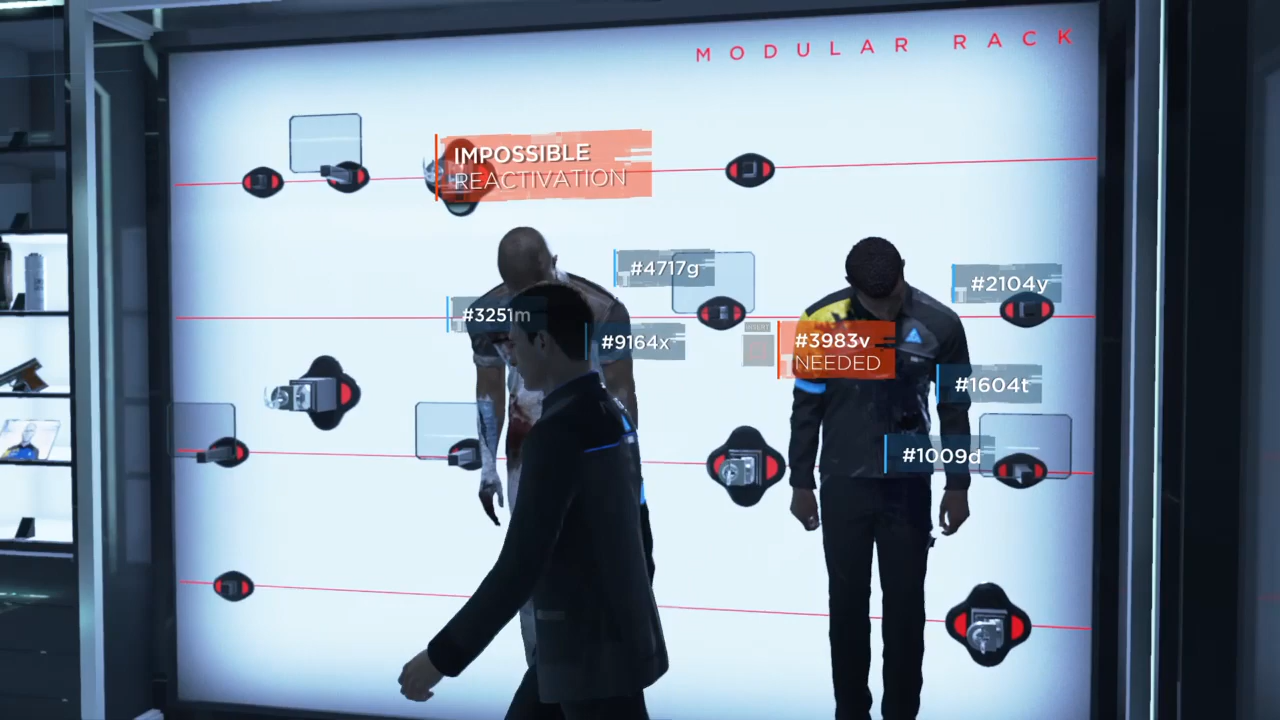 MODULAR RACK
IMPOSSIBLE
REACTIVATION
#4717g
#2104y
#3251m
#9164x
#3983v
NEEDED
#1604t
#1009d